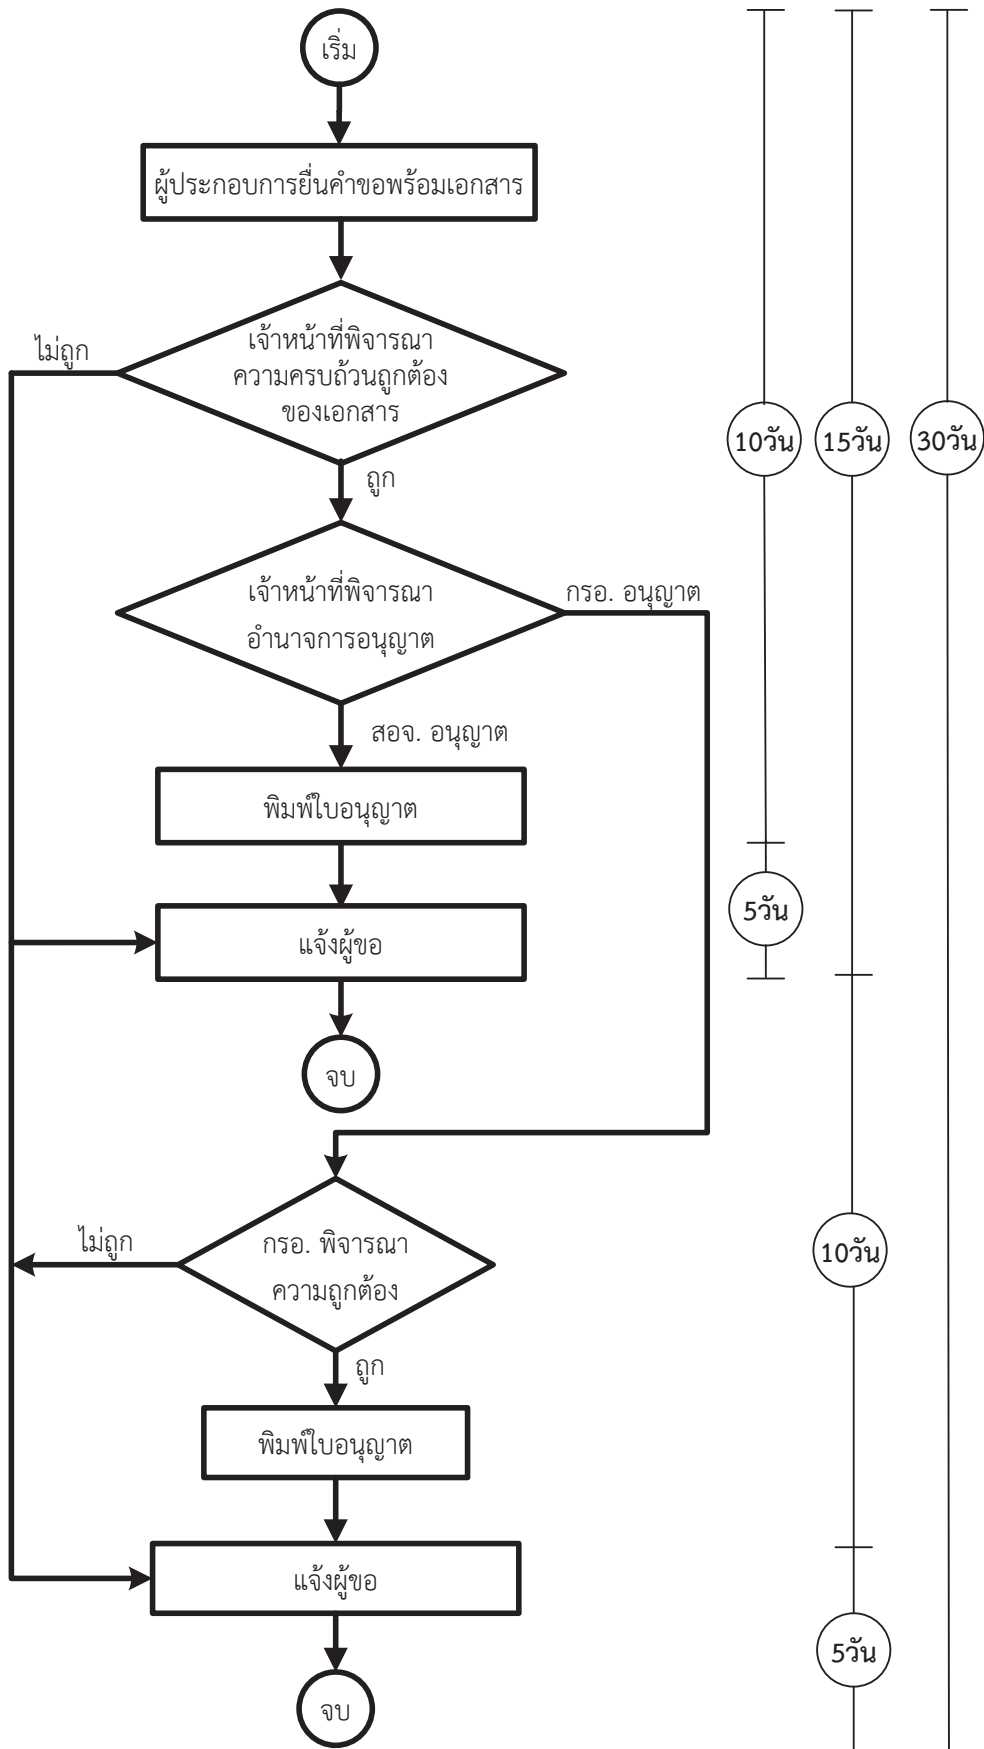 เริ่ม
ผู้ประกอบการยื่นคำขอพร้อมเอกสาร
เจ้าหน้าที่พิจารณา
ความครบถ้วนถูกต้อง
ของเอกสาร
ไม่ถูก
ถูก
10วัน
15วัน
30วัน
เจ้าหน้าที่พิจารณา
อำนาจการอนุญาต
กรอ. อนุญาต
สอจ. อนุญาต
พิมพ์ใบอนุญาต
แจ้งผู้ขอ
5วัน
จบ
กรอ. พิจารณา
ความถูกต้อง
ไม่ถูก
10วัน
ถูก
พิมพ์ใบอนุญาต
แจ้งผู้ขอ
5วัน
จบ